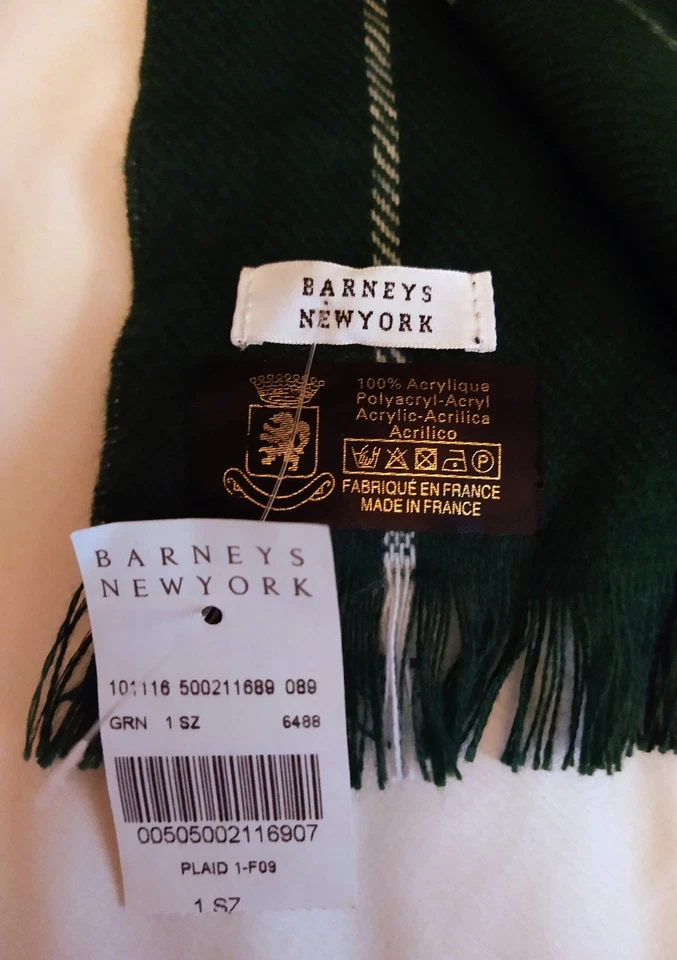 BARNEYS
NEWYORK
100% Acrylique
Polyacryl-Acryl
Acrylic-Acrilica
Acrilico
P
FABRIQUÉ EN FRANCE
MADE IN FRANCE
BARNEYS
NEWYORK
101116 500211689 089
GRN 1 SZ 6488
00505002116907
PLAID 1-F09
1 SZ